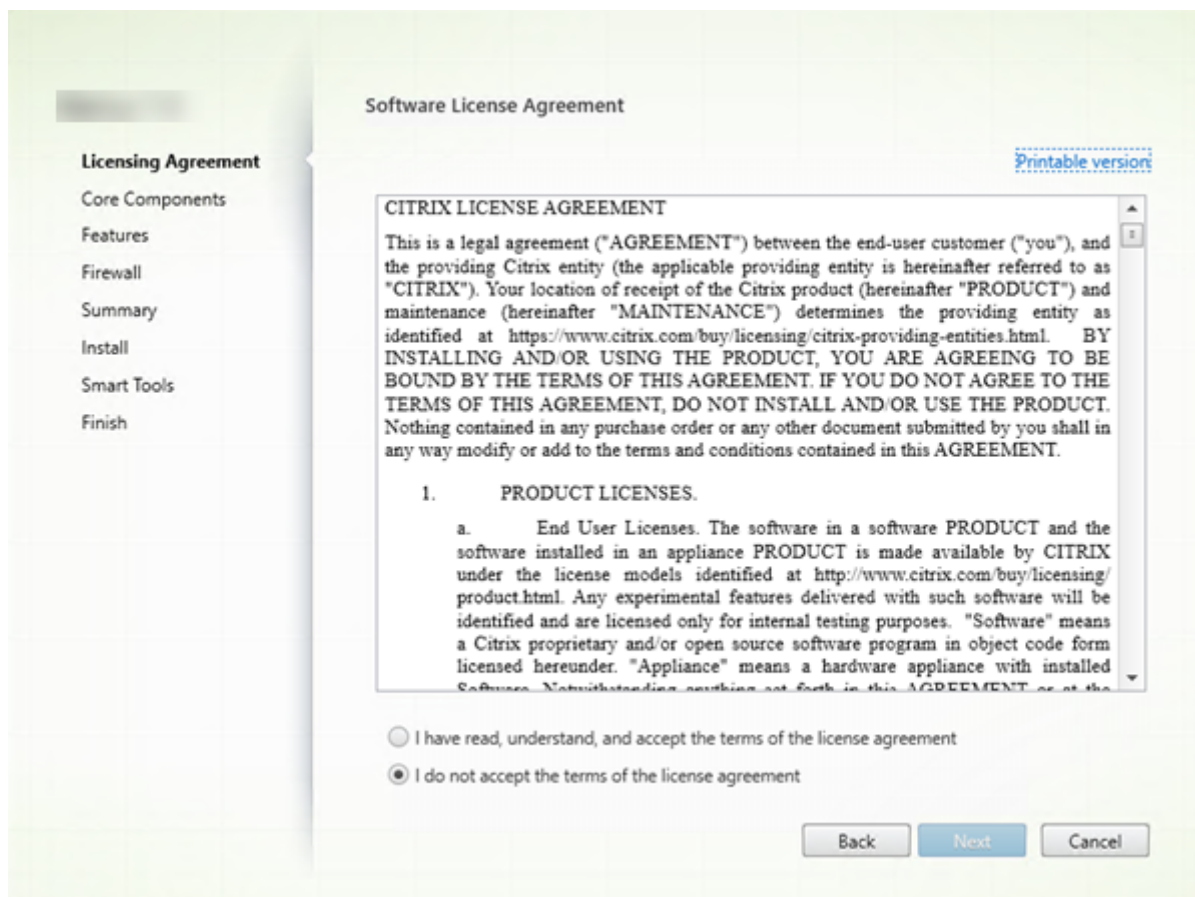 Software License Agreement
Licensing Agreement
Core Components
Features
Firewall
Summary
Install
Smart Tools
Finish
Printable version
CITRIX LICENSE AGREEMENT
This is a legal agreement ("AGREEMENT") between the end-user customer ("you"), and
the providing Citrix entity (the applicable providing entity is hereinafter referred to as
"CITRIX"). Your location of receipt of the Citrix product (hereinafter "PRODUCT") and
maintenance (hereinafter "MAINTENANCE") determines the providing entity as
identified at https://www.citrix.com/buy/licensing/citrix-providing-entities.html. BY
INSTALLING AND/OR USING THE PRODUCT, YOU ARE AGREEING TO BE
BOUND BY THE TERMS OF THIS AGREEMENT. IF YOU DO NOT AGREE TO THE
TERMS OF THIS AGREEMENT, DO NOT INSTALL AND/OR USE THE PRODUCT.
Nothing contained in any purchase order or any other document submitted by you shall in
any way modify or add to the terms and conditions contained in this AGREEMENT.
1. PRODUCT LICENSES.
a. End User Licenses. The software in a software PRODUCT and the
software installed in an appliance PRODUCT is made available by CITRIX
under the license models identified at http://www.citrix.com/buy/licensing/
product.html. Any experimental features delivered with such software will be
identified and are licensed only for internal testing purposes. "Software" means
a Citrix proprietary and/or open source software program in object code form
licensed hereunder. "Appliance" means a hardware appliance with installed
Software. Notwithstanding anything set forth in this AGREEMENT or at the
I have read, understand, and accept the terms of the license agreement
I do not accept the terms of the license agreement
Back
Next
Cancel